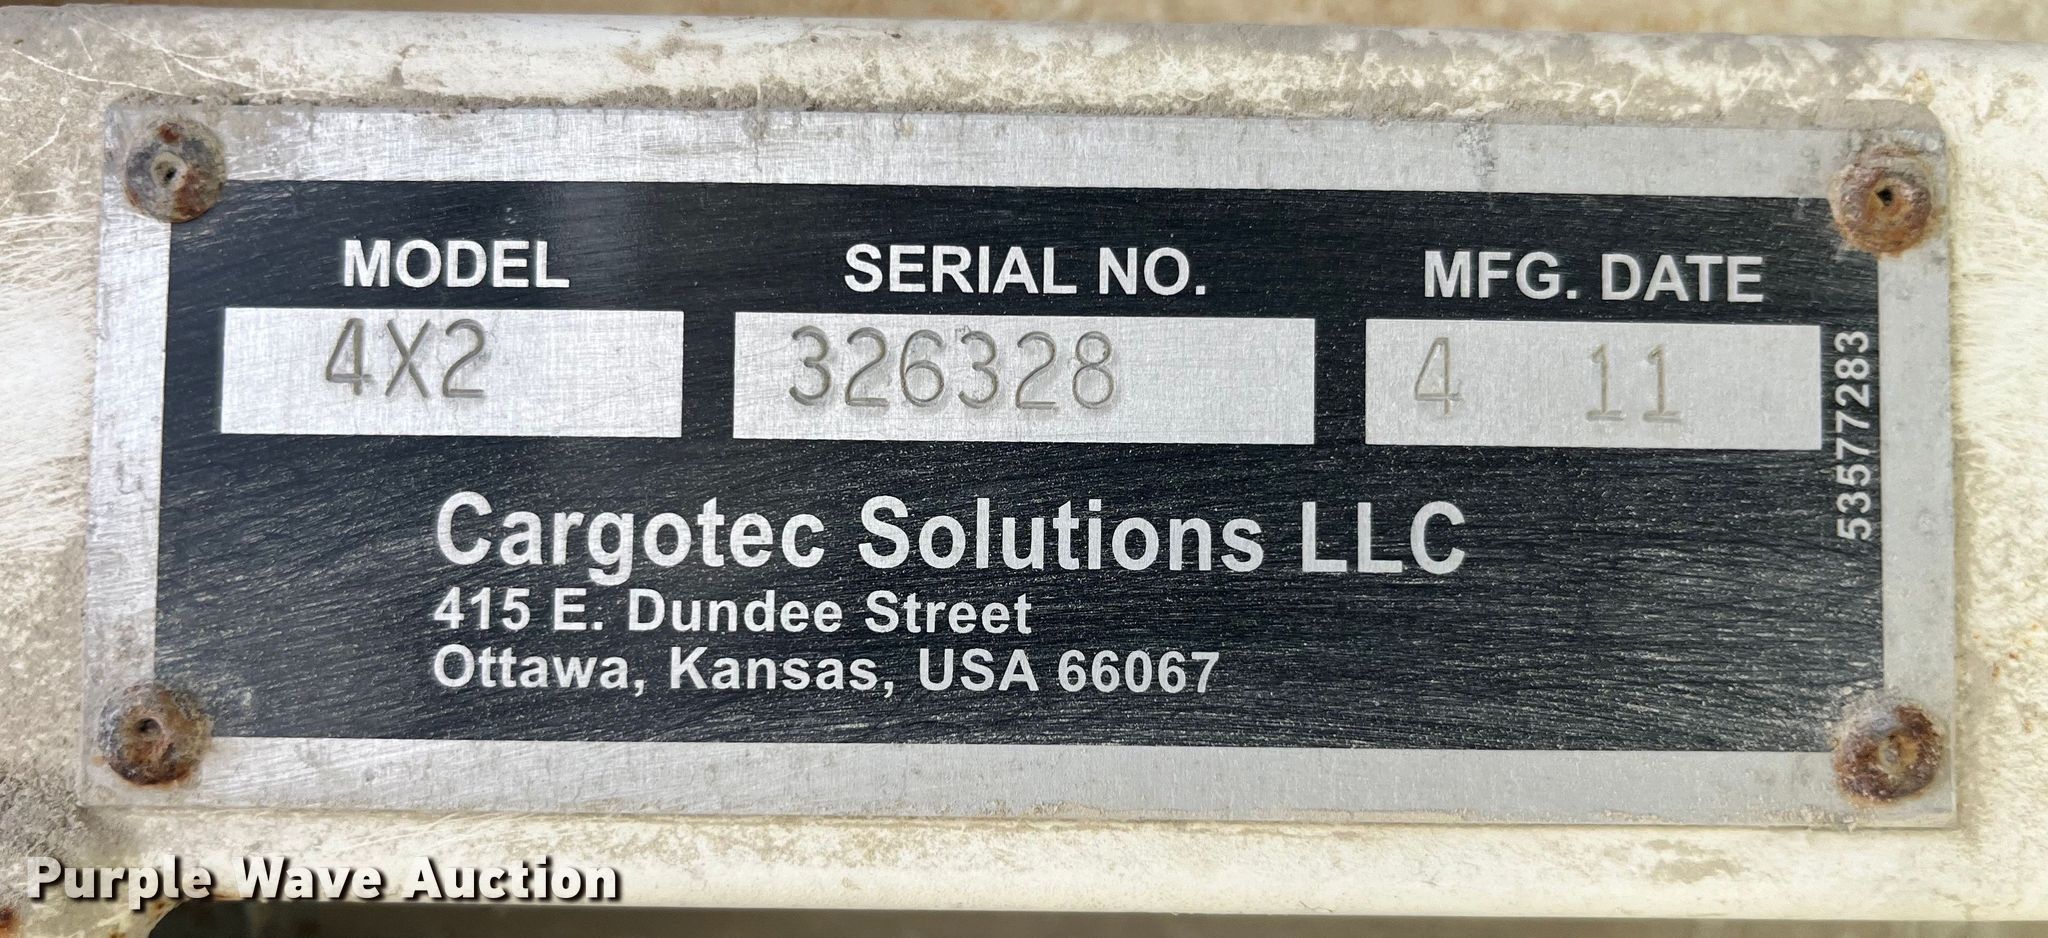 MODEL SERIAL NO. MFG. DATE
4X2 326328 4 11
53577283
Cargotec Solutions LLC
415 E. Dundee Street
Ottawa, Kansas, USA 66067
Purple Wave Auction